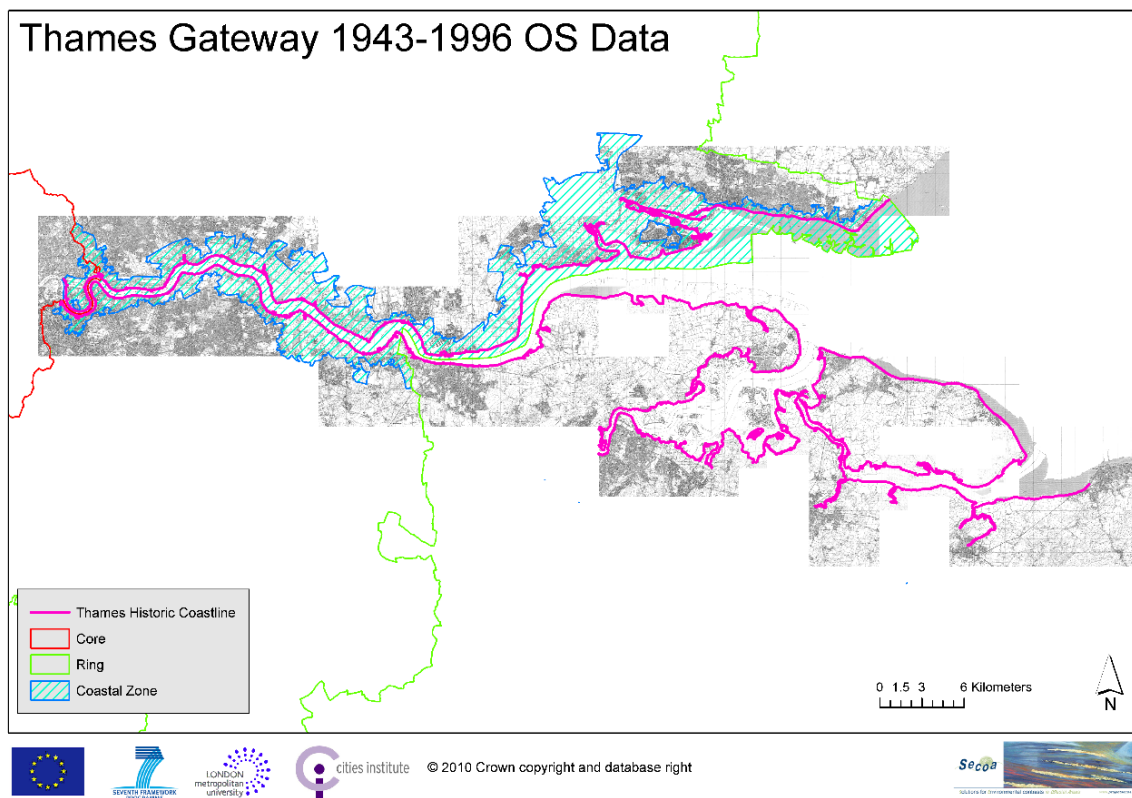 Thames Gateway 1943-1996 OS Data
Thames Historic Coastline
Core
Ring
Coastal Zone
0 1.5 3 6 Kilometers
N
SEVENTH FRAMEWORK
LONDON
metropolitan
university
cities institute
© 2010 Crown copyright and database right
Secoa